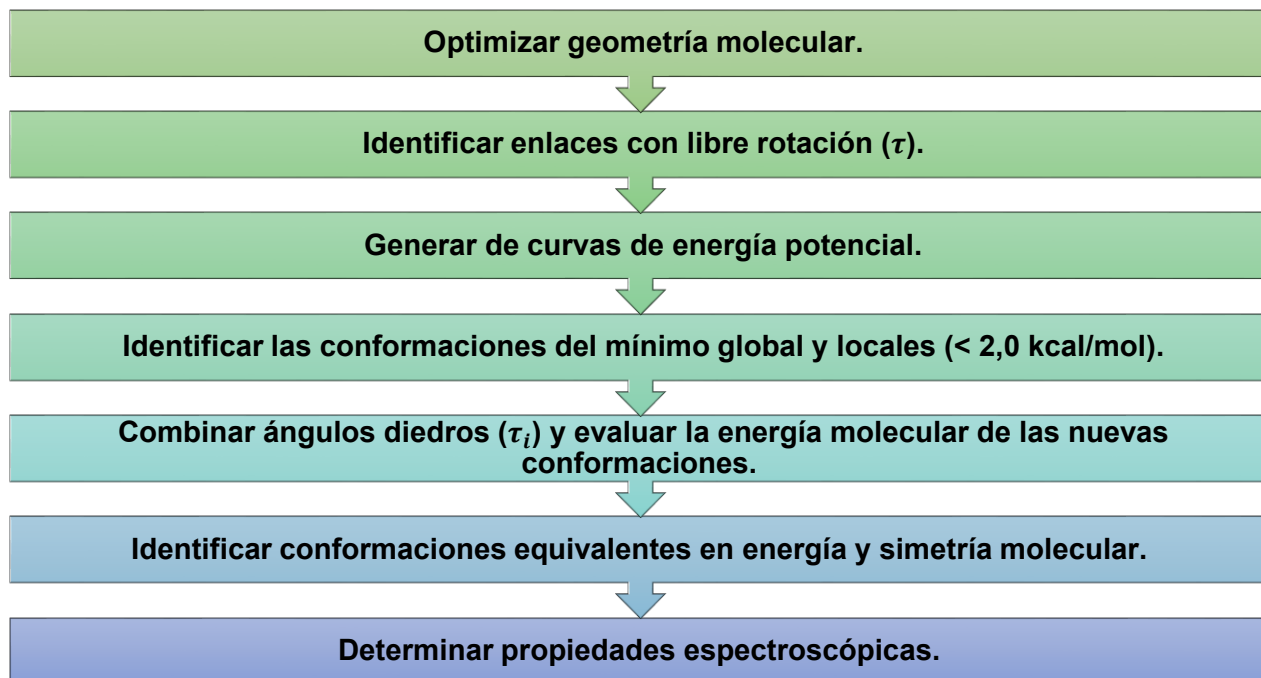 Optimizar geometría molecular.
Identificar enlaces con libre rotación (τ).
Generar de curvas de energía potencial.
Identificar las conformaciones del mínimo global y locales (< 2,0 kcal/mol).
Combinar ángulos diedros (τᵢ) y evaluar la energía molecular de las nuevas
conformaciones.
Identificar conformaciones equivalentes en energía y simetría molecular.
Determinar propiedades espectroscópicas.